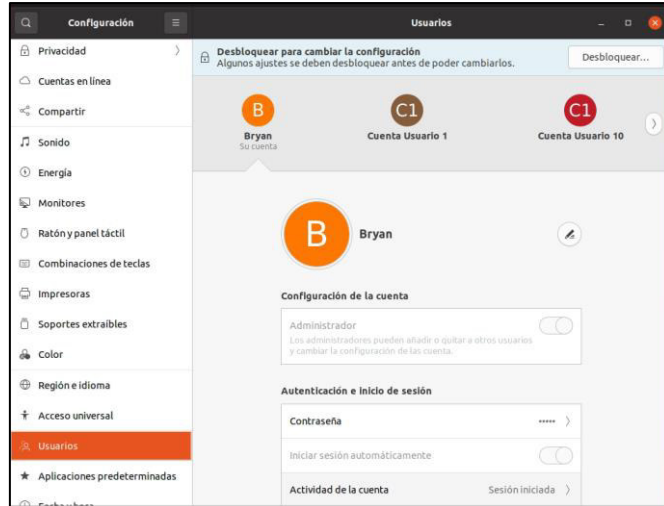 Configuración
Usuarios
Privacidad
Cuentas en línea
Compartir
Sonido
Energía
Monitores
Ratón y panel táctil
Combinaciones de teclas
Impresoras
Soportes extraíbles
Color
Región e idioma
Acceso universal
Usuarios
Aplicaciones predeterminadas
Fecha y hora
Desbloquear para cambiar la configuración
Algunos ajustes se deben desbloquear antes de poder cambiarlos.
Desbloquear...
B
C1
C1
Bryan
Cuenta Usuario 1
Cuenta Usuario 10
Su cuenta
B
Bryan
Configuración de la cuenta
Administrador
Los administradores pueden añadir o quitar a otros usuarios
y cambiar la configuración de las cuenta.
Autenticación e inicio de sesión
Contraseña •••••
Iniciar sesión automáticamente
Actividad de la cuenta Sesión iniciada